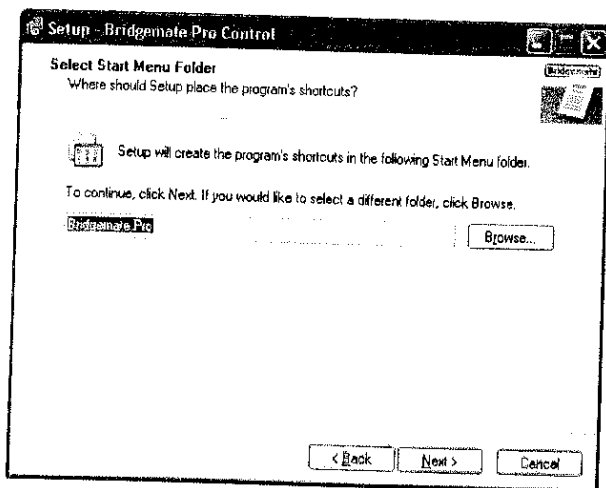 Setup - Bridgemate Pro Control
Select Start Menu Folder
Where should Setup place the program's shortcuts?
Bridgemate
Setup will create the program's shortcuts in the following Start Menu folder.
To continue, click Next. If you would like to select a different folder, click Browse.
Bridgemate Pro
Browse...
< Back
Next >
Cancel